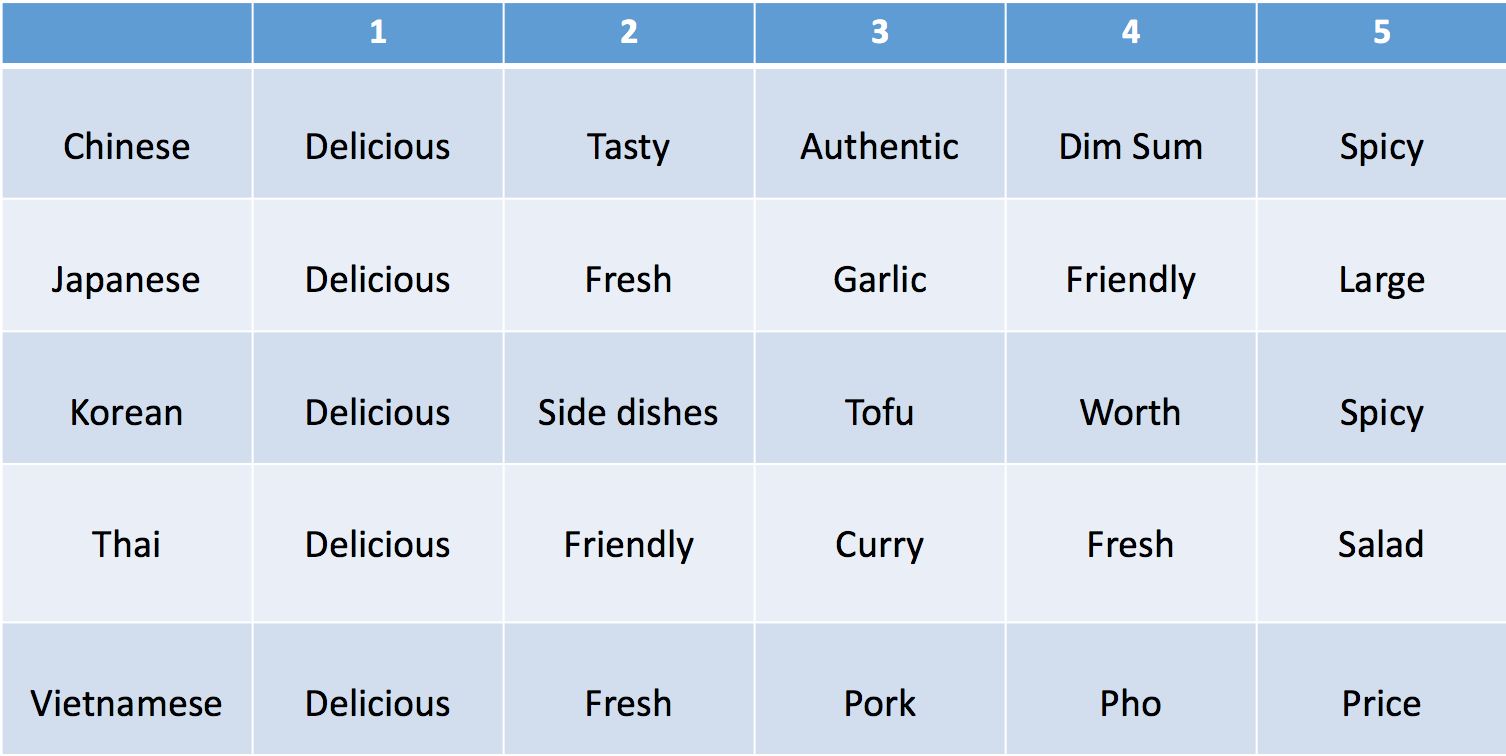 1 2 3 4 5
Chinese Delicious Tasty Authentic Dim Sum Spicy
Japanese Delicious Fresh Garlic Friendly Large
Korean Delicious Side dishes Tofu Worth Spicy
Thai Delicious Friendly Curry Fresh Salad
Vietnamese Delicious Fresh Pork Pho Price